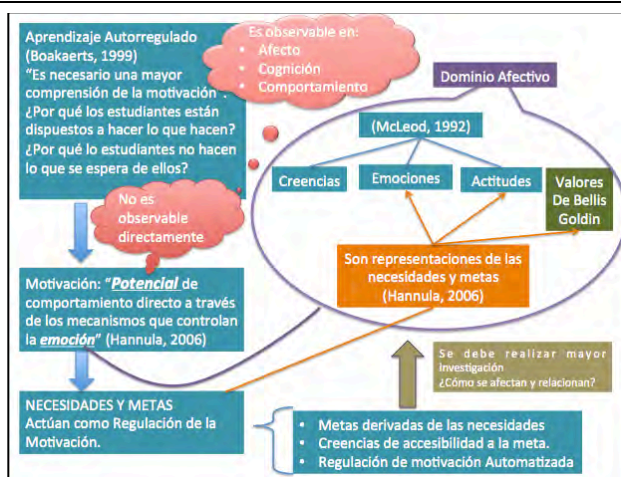 Aprendizaje Autorregulado
(Boakaerts, 1999)
“Es necesario una mayor
comprensión de la motivación”.
¿Por qué los estudiantes están
dispuestos a hacer lo que hacen?
¿Por qué lo estudiantes no hacen
lo que se espera de ellos?
Es observable en:
• Afecto
• Cognición
• Comportamiento
No es
observable
directamente
Motivación: “Potencial de
comportamiento directo a través
de los mecanismos que controlan
la emoción” (Hannula, 2006)
NECESIDADES Y METAS
Actúan como Regulación de la
Motivación.
Dominio Afectivo
(McLeod, 1992)
Creencias
Emociones
Actitudes
Valores
De Bellis
Goldin
Son representaciones de las
necesidades y metas
(Hannula, 2006)
Se debe realizar mayor
Investigación
¿Cómo se afectan y relacionan?
• Metas derivadas de las necesidades
• Creencias de accesibilidad a la meta.
• Regulación de motivación Automatizada